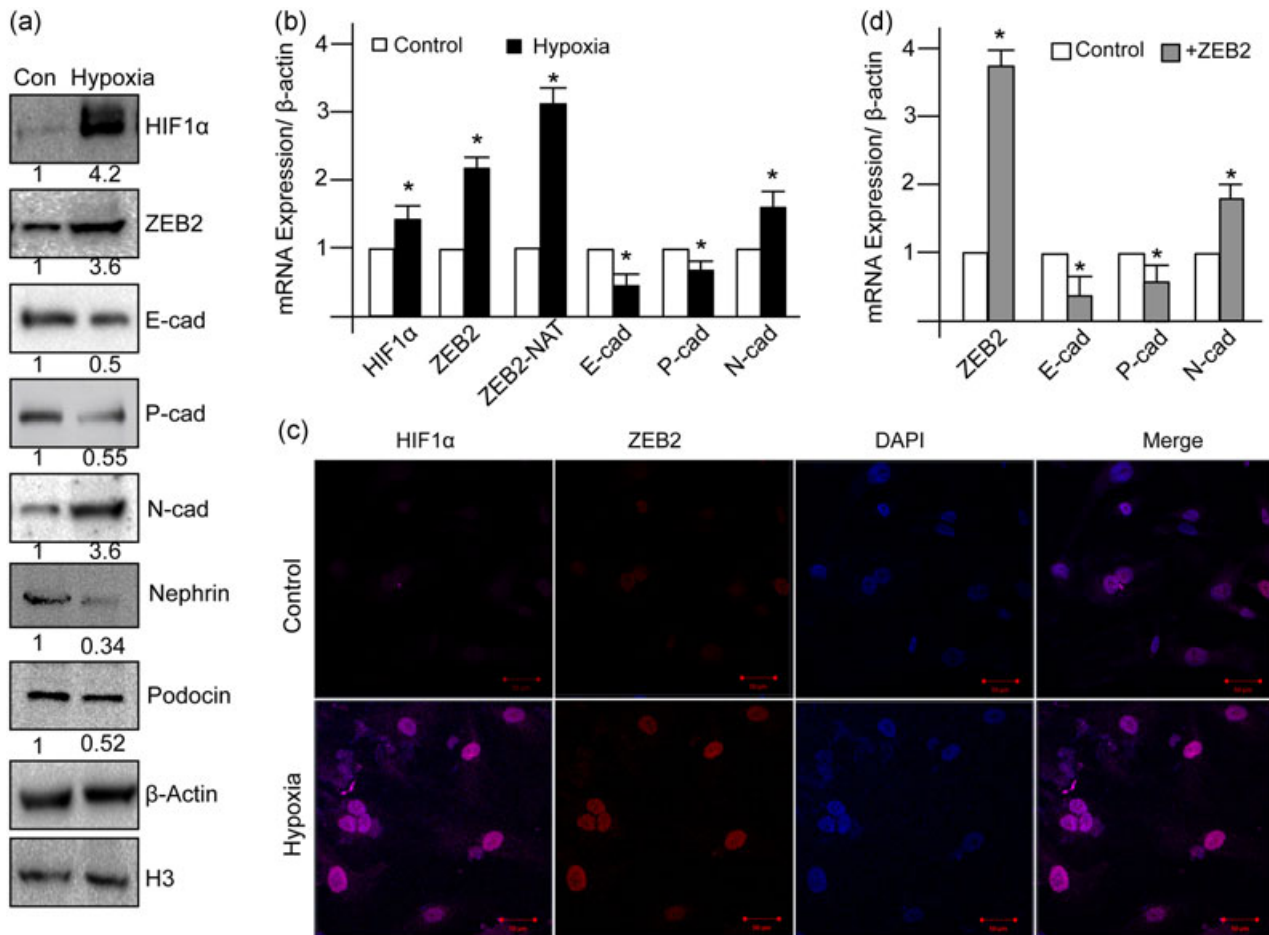 (a)
Con Hypoxia
HIF1α
1 4.2
ZEB2
1 3.6
E-cad
1 0.5
P-cad
1 0.55
N-cad
1 3.6
Nephrin
1 0.34
Podocin
1 0.52
β-Actin
H3
(b)
Control Hypoxia
mRNA Expression/ β-actin
4
3
2
1
* * * * * *
HIF1α ZEB2 ZEB2-NAT E-cad P-cad N-cad
(d)
Control +ZEB2
mRNA Expression/ β-actin
4
3
2
1
* * * *
ZEB2 E-cad P-cad N-cad
(c)
HIF1α ZEB2 DAPI Merge
Control
Hypoxia